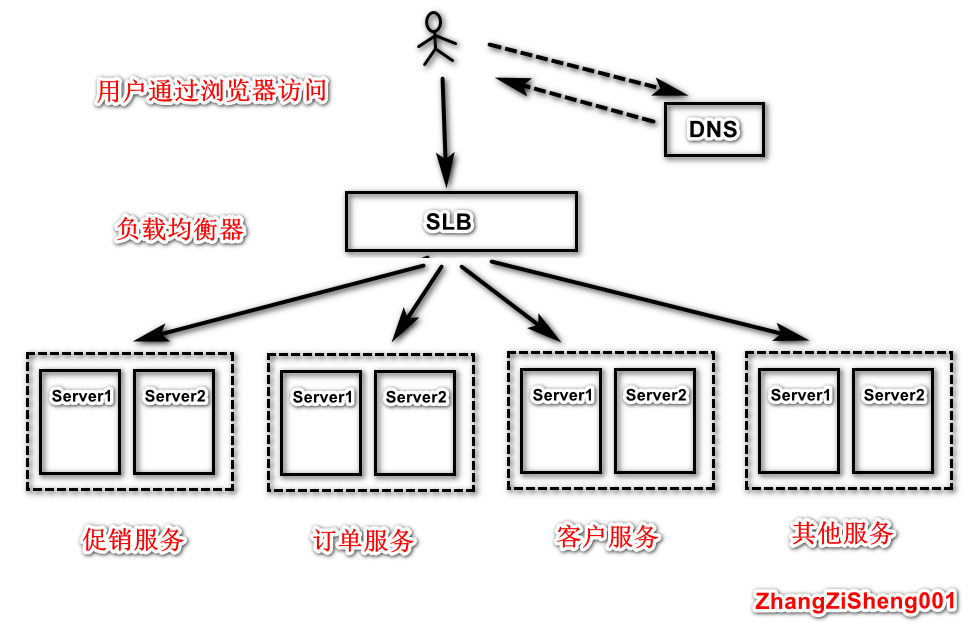 用户通过浏览器访问
DNS
负载均衡器
SLB
Server1
Server2
Server1
Server2
Server1
Server2
Server1
Server2
促销服务
订单服务
客户服务
其他服务
ZhangZiSheng001